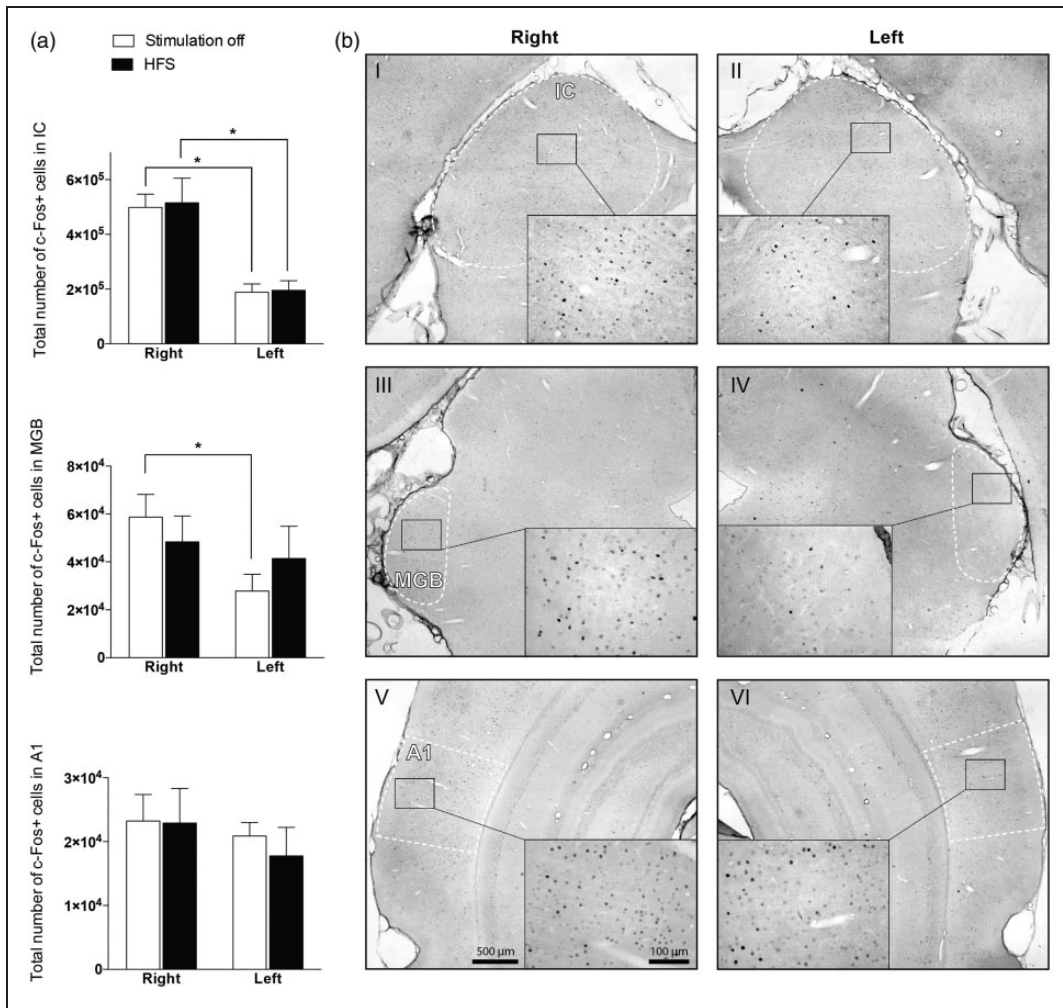 (a)
Stimulation off
HFS
Total number of c-Fos+ cells in IC
6×10⁵
4×10⁵
2×10⁵
0
*
*
Right
Left
Total number of c-Fos+ cells in MGB
8×10⁴
6×10⁴
4×10⁴
2×10⁴
0
*
Right
Left
Total number of c-Fos+ cells in A1
3×10⁴
2×10⁴
1×10⁴
0
Right
Left
(b)
Right
Left
I
IC
II
III
MGB
IV
V
A1
500 µm
100 µm
VI